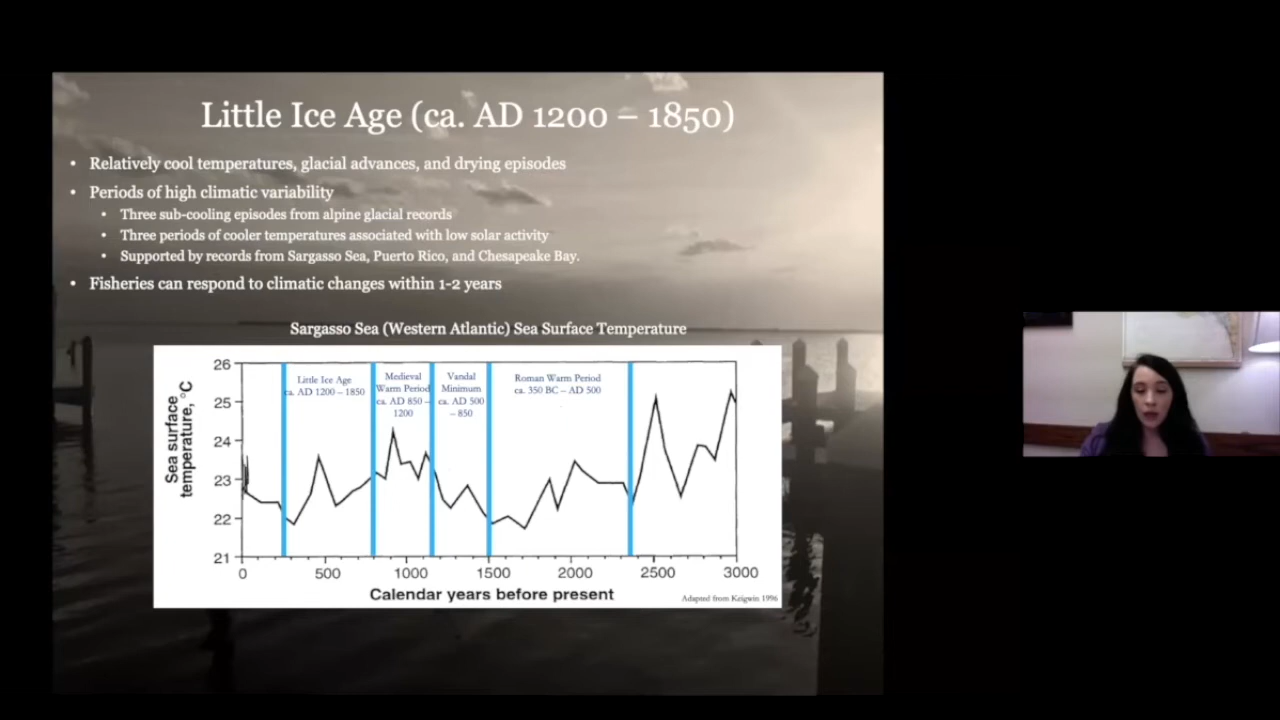 Little Ice Age (ca. AD 1200 – 1850)
• Relatively cool temperatures, glacial advances, and drying episodes
• Periods of high climatic variability
• Three sub-cooling episodes from alpine glacial records
• Three periods of cooler temperatures associated with low solar activity
• Supported by records from Sargasso Sea, Puerto Rico, and Chesapeake Bay.
• Fisheries can respond to climatic changes within 1-2 years
Sargasso Sea (Western Atlantic) Sea Surface Temperature
Sea surface
temperature, °C
26
25
24
23
22
21
Little Ice Age
ca. AD 1200 – 1850
Medieval
Warm Period
ca. AD 850 –
1200
Vandal
Minimum
ca. AD 500
– 850
Roman Warm Period
ca. 350 BC – AD 500
0 500 1000 1500 2000 2500 3000
Calendar years before present
Adapted from Keigwin 1996